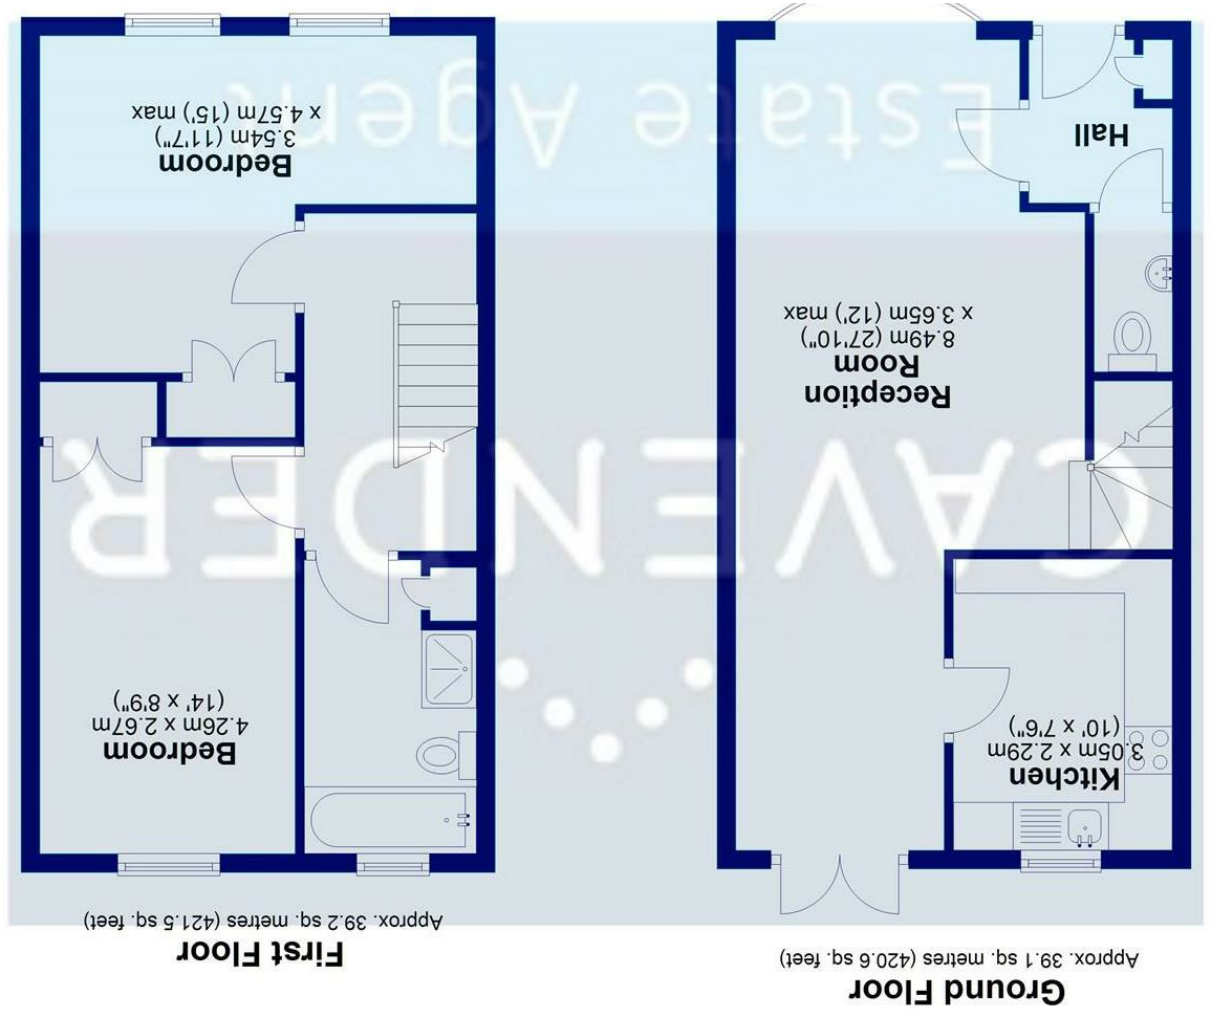 Ground Floor
Approx. 39.1 sq. metres (420.6 sq. feet)
Kitchen
3.05m x 2.29m
(10' x 7'6")
Reception
Room
8.49m (27'10")
x 3.65m (12') max
Hall
First Floor
Approx. 39.2 sq. metres (421.5 sq. feet)
Bedroom
4.26m x 2.67m
(14' x 8'9")
Bedroom
3.54m (11'7")
x 4.57m (15') max
CAVENDER
Estate Agent